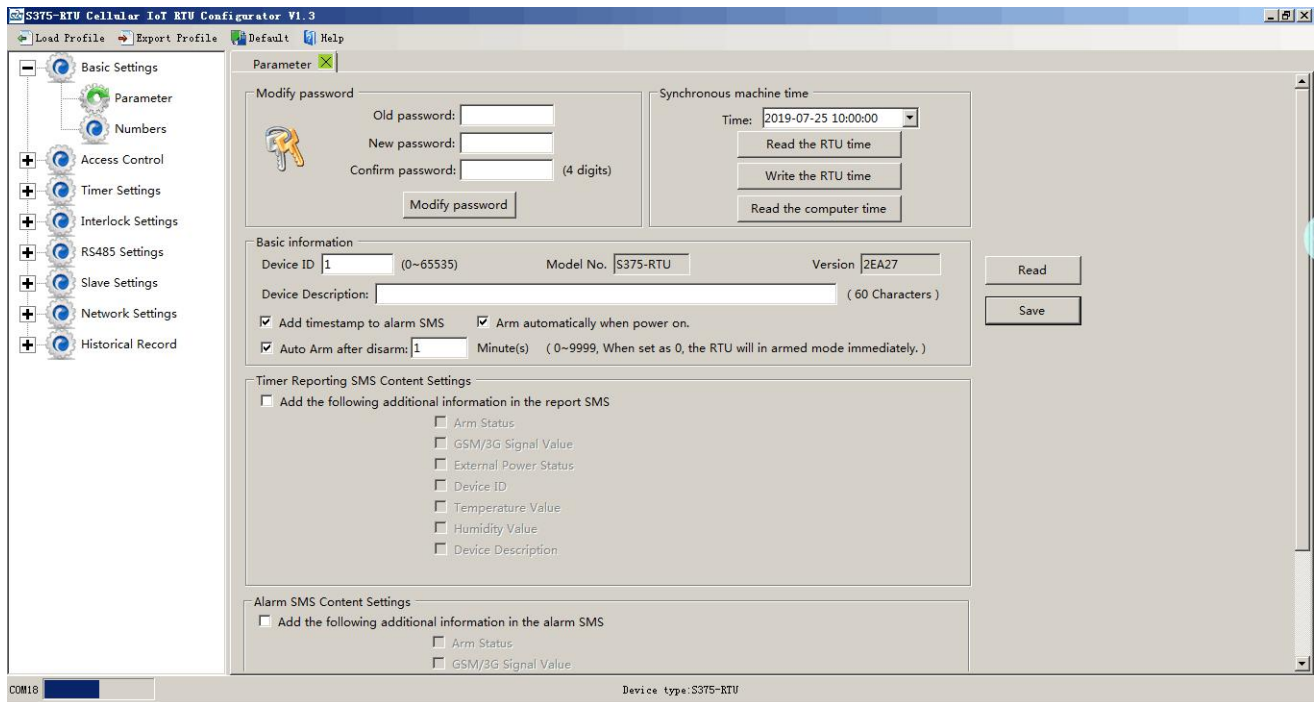 S375-RTU Cellular IoT RTU Configurator V1.3
Load Profile Export Profile Default Help
Basic Settings
Parameter
Numbers
Access Control
Timer Settings
Interlock Settings
RS485 Settings
Slave Settings
Network Settings
Historical Record
Parameter
Modify password
Old password:
New password:
Confirm password: (4 digits)
Modify password
Synchronous machine time
Time: 2019-07-25 10:00:00
Read the RTU time
Write the RTU time
Read the computer time
Basic information
Device ID 1 (0~65535) Model No. S375-RTU Version 2EA27
Device Description: ( 60 Characters )
Add timestamp to alarm SMS Arm automatically when power on.
Auto Arm after disarm: 1 Minute(s) ( 0~9999, When set as 0, the RTU will in armed mode immediately. )
Read
Save
Timer Reporting SMS Content Settings
Add the following additional information in the report SMS
Arm Status
GSM/3G Signal Value
External Power Status
Device ID
Temperature Value
Humidity Value
Device Description
Alarm SMS Content Settings
Add the following additional information in the alarm SMS
Arm Status
GSM/3G Signal Value
COM18 Device type:S375-RTU